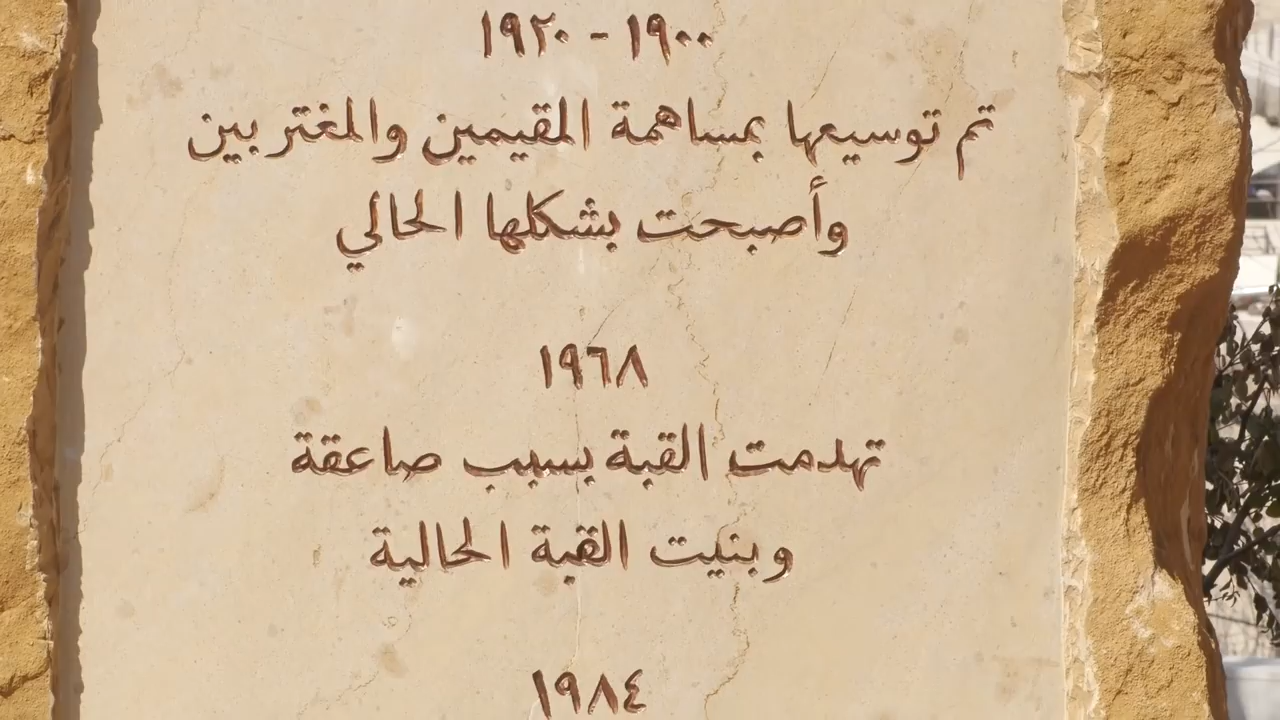 ١٩٢٠ - ١٩٠٠
تم توسيعها بمساهمة المقيمين والمغتربين
وأصبحت بشكلها الحالي
١٩٦٨
تهدمت القبة بسبب صاعقة
وبنيت القبة الحالية
١٩٨٤